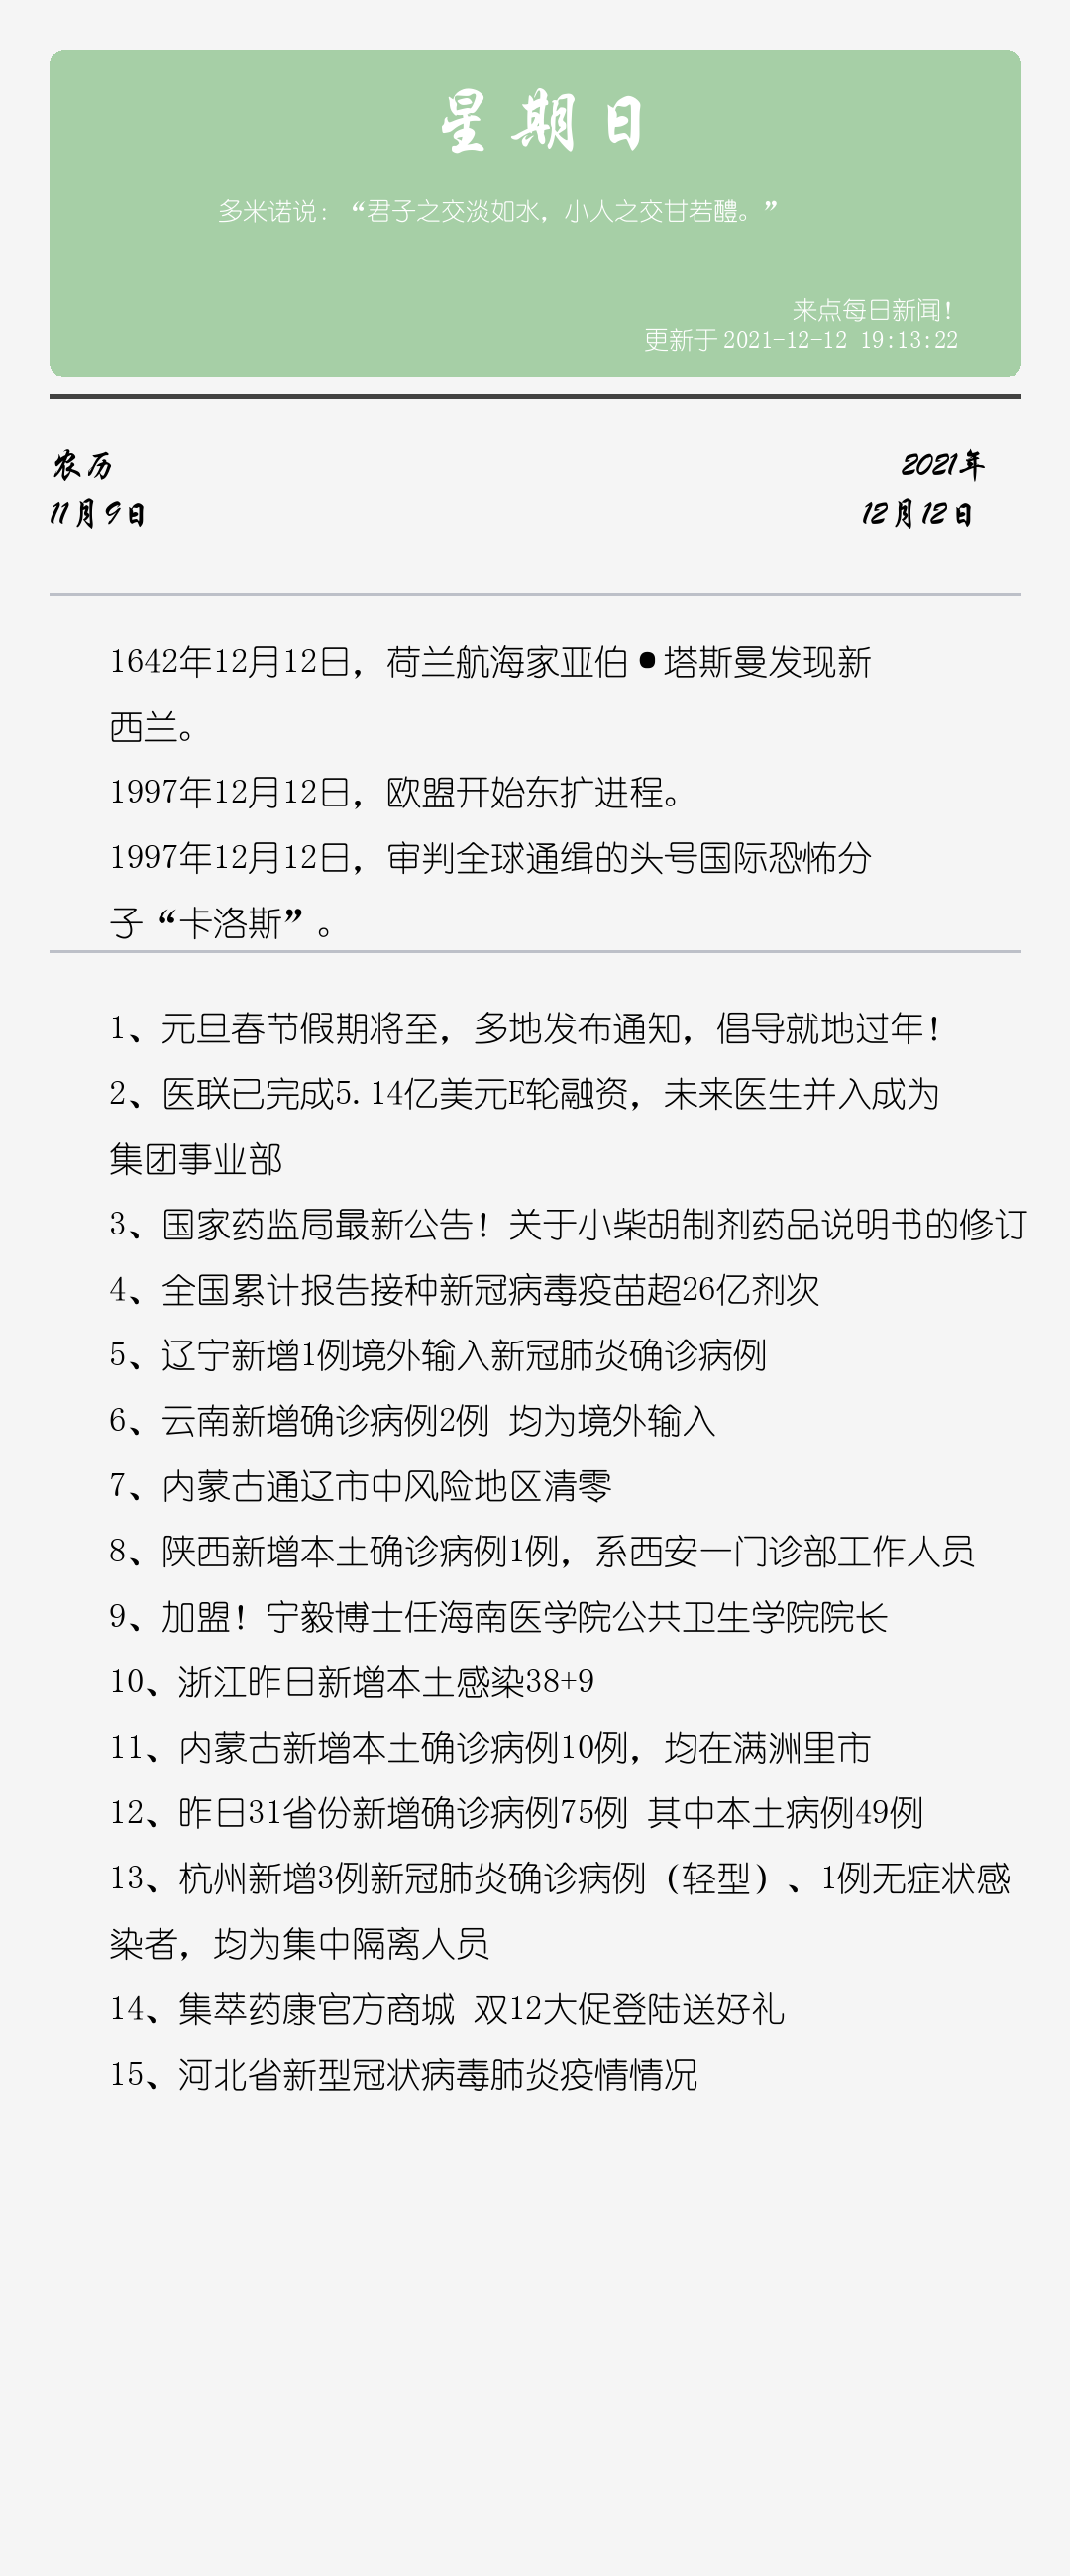 星期日
多米诺说：“君子之交淡如水，小人之交甘若醴。”
来点每日新闻！
更新于 2021-12-12 19:13:22
农历
2021年
11月9日
12月12日
1642年12月12日，荷兰航海家亚伯●塔斯曼发现新
西兰。
1997年12月12日，欧盟开始东扩进程。
1997年12月12日，审判全球通缉的头号国际恐怖分
子“卡洛斯”。
1、元旦春节假期将至，多地发布通知，倡导就地过年！
2、医联已完成5.14亿美元E轮融资，未来医生并入成为
集团事业部
3、国家药监局最新公告！关于小柴胡制剂药品说明书的修订
4、全国累计报告接种新冠病毒疫苗超26亿剂次
5、辽宁新增1例境外输入新冠肺炎确诊病例
6、云南新增确诊病例2例 均为境外输入
7、内蒙古通辽市中风险地区清零
8、陕西新增本土确诊病例1例，系西安一门诊部工作人员
9、加盟！宁毅博士任海南医学院公共卫生学院院长
10、浙江昨日新增本土感染38+9
11、内蒙古新增本土确诊病例10例，均在满洲里市
12、昨日31省份新增确诊病例75例 其中本土病例49例
13、杭州新增3例新冠肺炎确诊病例（轻型）、1例无症状感
染者，均为集中隔离人员
14、集萃药康官方商城 双12大促登陆送好礼
15、河北省新型冠状病毒肺炎疫情情况